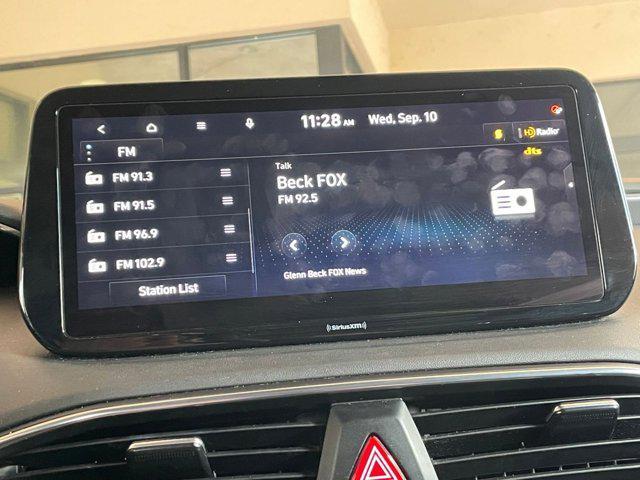 11:28 AM Wed, Sep. 10
HD Radio
dts
FM
FM 91.3
FM 91.5
FM 96.9
FM 102.9
Station List
Talk
Beck FOX
FM 92.5
Glenn Beck FOX News
((SiriusXM))